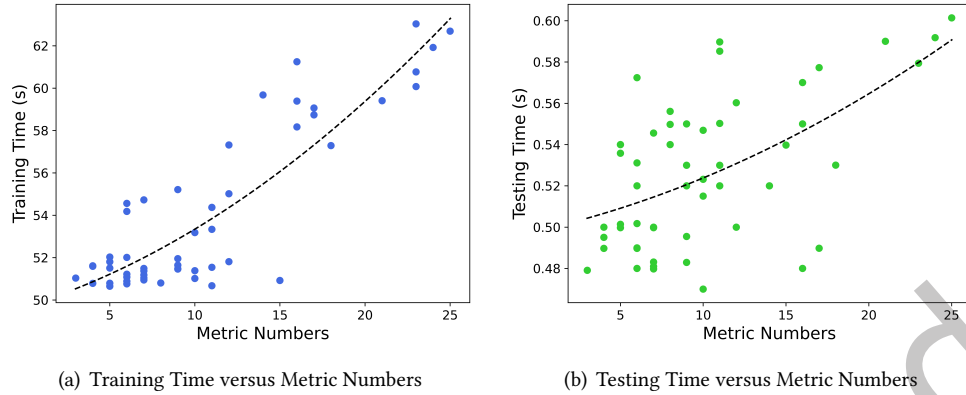 62
60
58
56
54
52
50
Training Time (s)
5 10 15 20 25
Metric Numbers
(a) Training Time versus Metric Numbers
0.60
0.58
0.56
0.54
0.52
0.50
0.48
Testing Time (s)
5 10 15 20 25
Metric Numbers
(b) Testing Time versus Metric Numbers